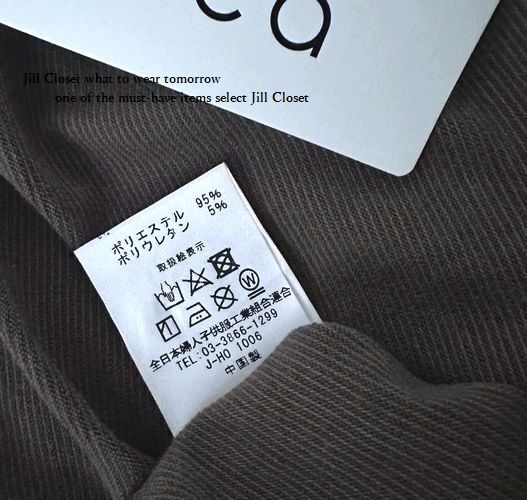 ca
Jill Closet what to wear tomorrow
one of the must-have items select Jill Closet
ポリエステル 95%
ポリウレタン 5%
取扱絵表示
W
全日本婦人子供服工業組合連合
TEL:03-3866-1299
J-HO 1006
中国製